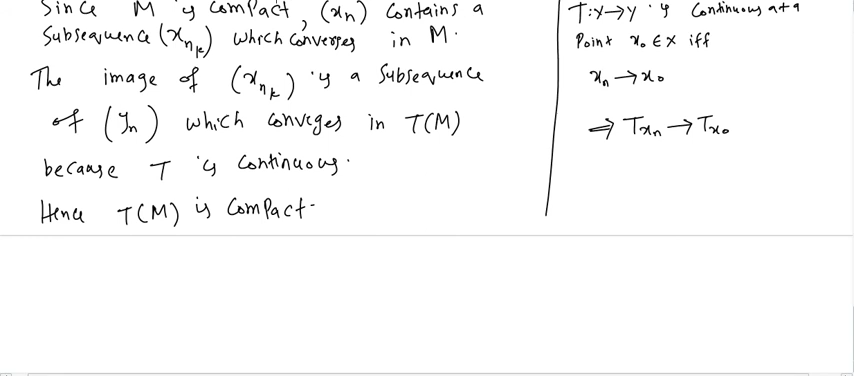 Since M is compact, (xₙ) contains a
Subsequence (xₙₖ) which converges in M.
The image of (xₙₖ) is a Subsequence
of (yₙ) which conveges in T(M)
because T is continuous.
Hence T(M) is compact.
T: X→Y is continuous at a
Point x₀ ∈ X iff
xₙ → x₀
⇒ Txₙ → Tx₀